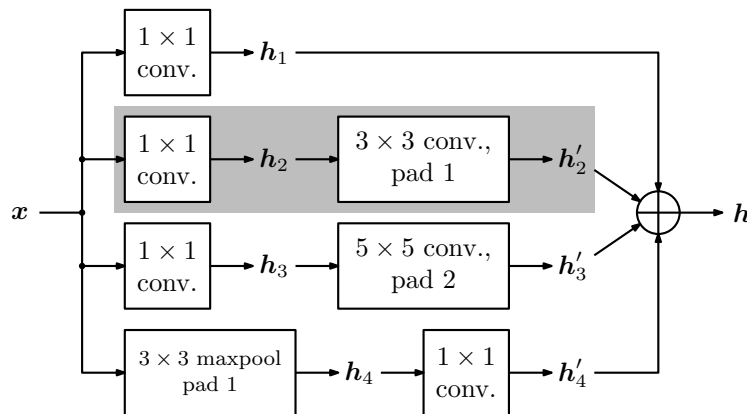 1 × 1
conv.
h₁
1 × 1
conv.
h₂
3 × 3 conv.,
pad 1
h′₂
x
h
1 × 1
conv.
h₃
5 × 5 conv.,
pad 2
h′₃
3 × 3 maxpool
pad 1
h₄
1 × 1
conv.
h′₄